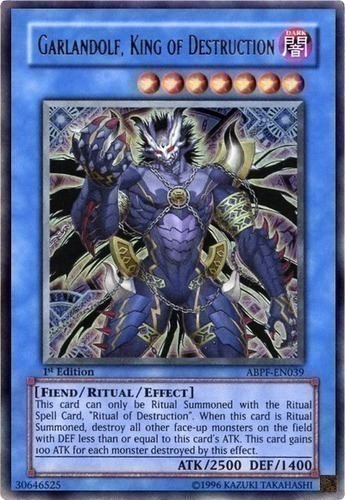 GARLANDOLF, KING OF DESTRUCTION
DARK
闇
1st Edition
ABPF-EN039
[FIEND/RITUAL/EFFECT]
This card can only be Ritual Summoned with the Ritual
Spell Card, "Ritual of Destruction". When this card is Ritual
Summoned, destroy all other face-up monsters on the field
with DEF less than or equal to this card's ATK. This card gains
100 ATK for each monster destroyed by this effect.
ATK/2500 DEF/1400
30646525
©1996 KAZUKI TAKAHASHI